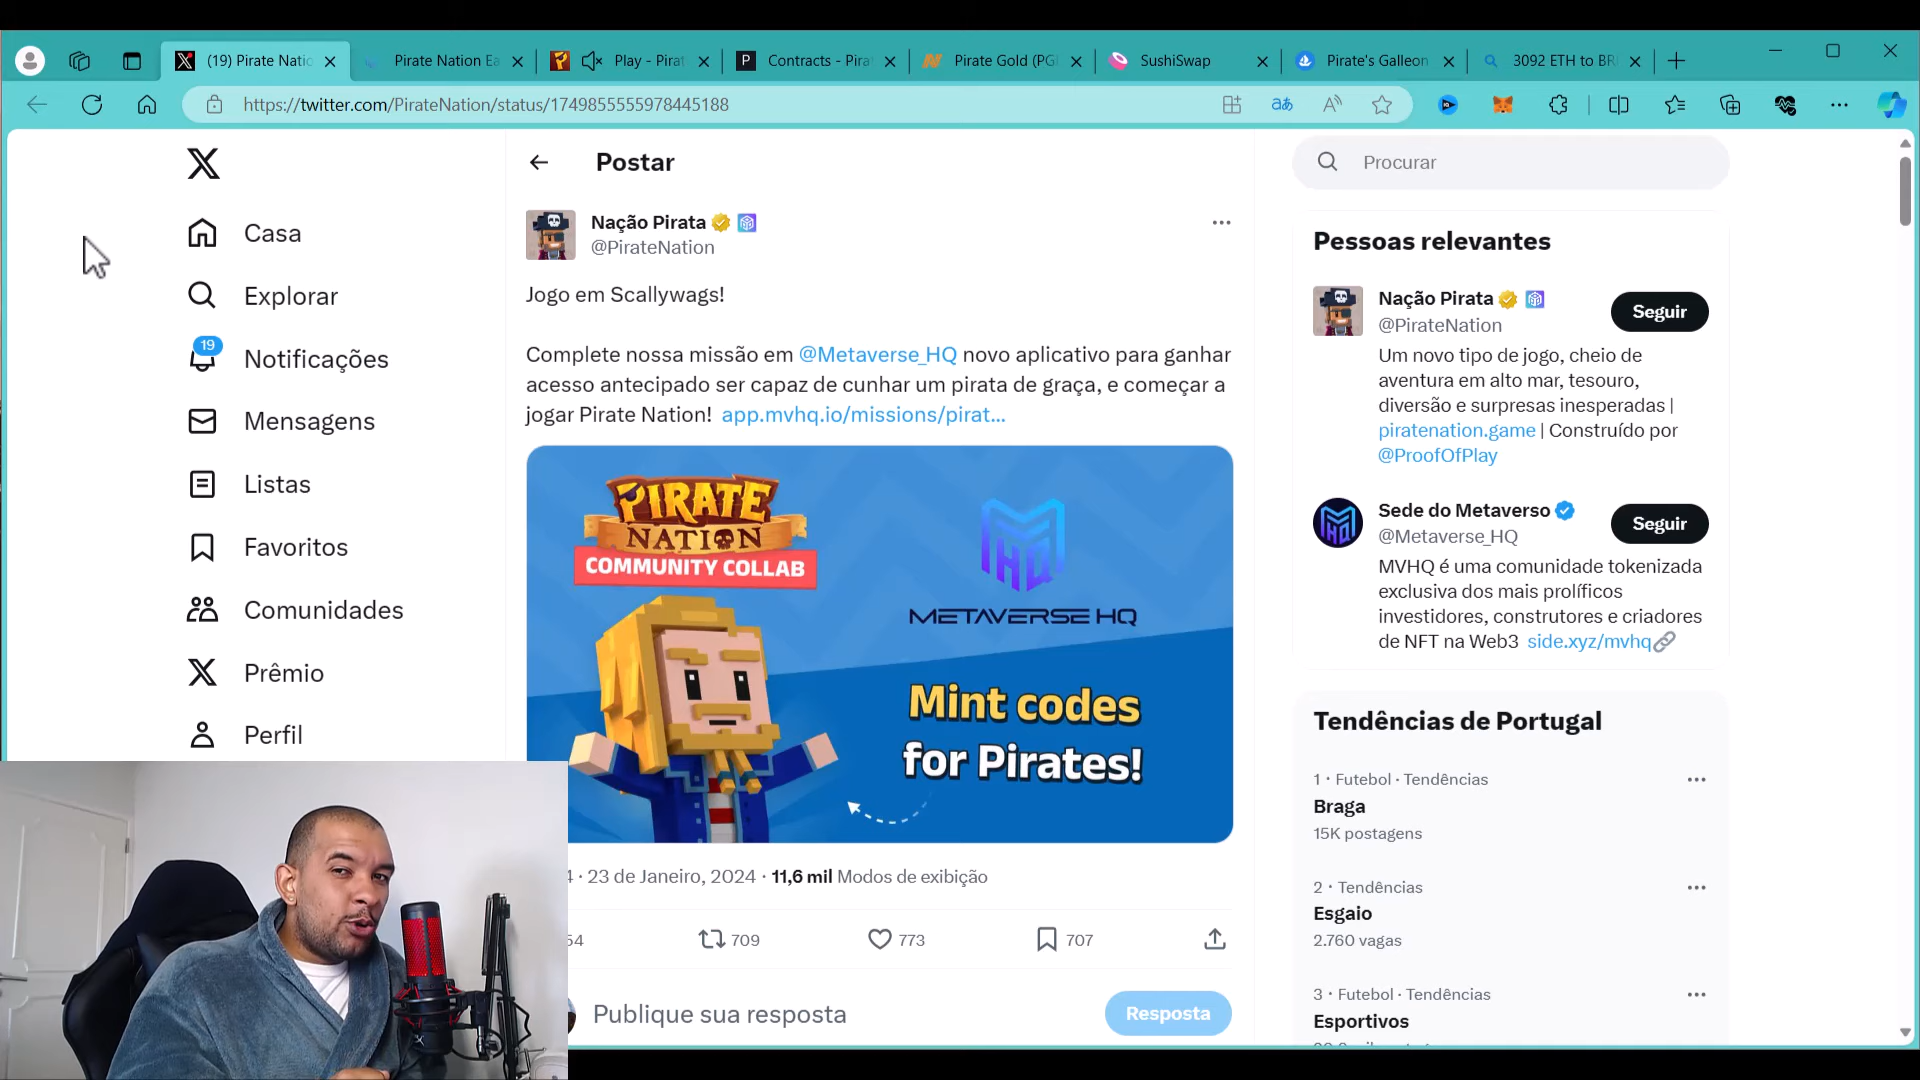 (19) Pirate Natio
Pirate Nation Ea
Play - Pirat
Contracts - Pira
Pirate Gold (PG
SushiSwap
Pirate's Galleon
3092 ETH to BR
https://twitter.com/PirateNation/status/1749855555978445188
Casa
Explorar
19
Notificações
Mensagens
Listas
Favoritos
Comunidades
Prêmio
Perfil
Postar
Nação Pirata
@PirateNation
Jogo em Scallywags!
Complete nossa missão em @Metaverse_HQ novo aplicativo para ganhar
acesso antecipado ser capaz de cunhar um pirata de graça, e começar a
jogar Pirate Nation! app.mvhq.io/missions/pirat...
PIRATE
NATION
COMMUNITY COLLAB
METAVERSE HQ
Mint codes
for Pirates!
4 · 23 de Janeiro, 2024 · 11,6 mil Modos de exibição
54
709
773
707
Publique sua resposta
Resposta
Procurar
Pessoas relevantes
Nação Pirata
@PirateNation
Seguir
Um novo tipo de jogo, cheio de
aventura em alto mar, tesouro,
diversão e surpresas inesperadas |
piratenation.game | Construído por
@ProofOfPlay
Sede do Metaverso
@Metaverse_HQ
Seguir
MVHQ é uma comunidade tokenizada
exclusiva dos mais prolíficos
investidores, construtores e criadores
de NFT na Web3 side.xyz/mvhq
Tendências de Portugal
1 · Futebol · Tendências
Braga
15K postagens
2 · Tendências
Esgaio
2.760 vagas
3 · Futebol · Tendências
Esportivos